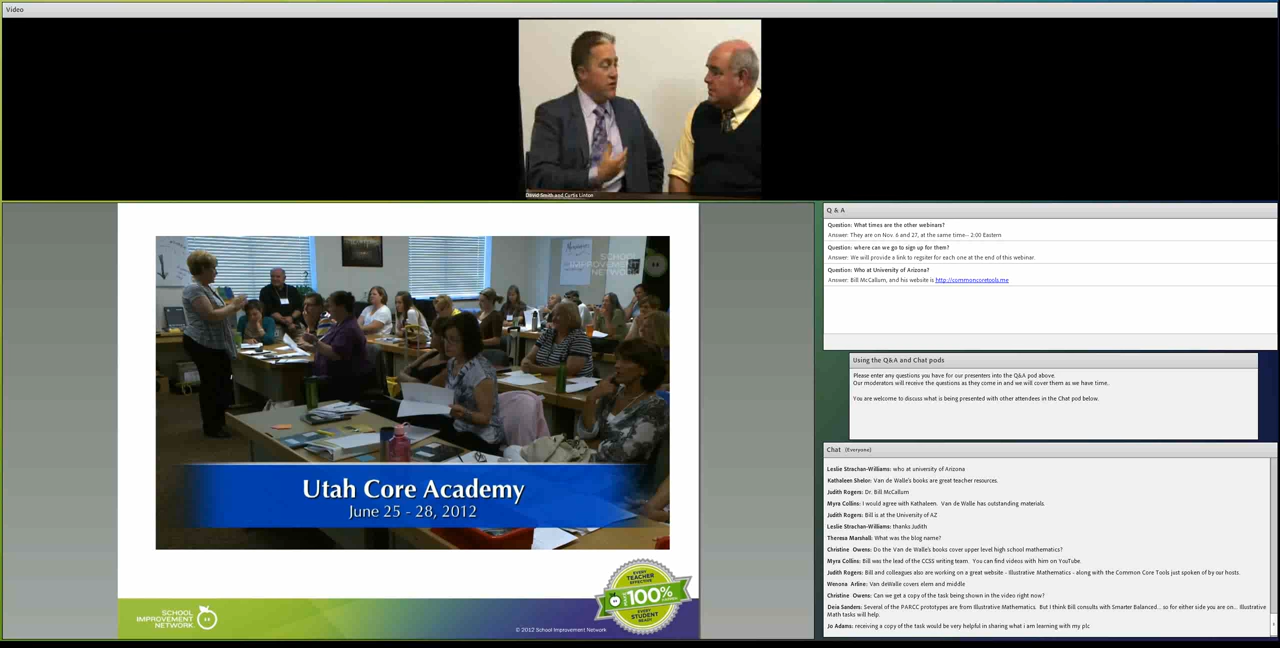 Video
David Smith and Curtis Linton
SCHOOL
IMPROVEMENT
NETWORK
Utah Core Academy
June 25 - 28, 2012
SCHOOL
IMPROVEMENT
NETWORK
© 2012 School Improvement Network
EVERY
TEACHER
EFFECTIVE
100%
EVERY
STUDENT
READY
Q & A
Question: What times are the other webinars?
Answer: They are on Nov. 6 and 27, at the same time-- 2:00 Eastern
Question: where can we go to sign up for them?
Answer: We will provide a link to regsiter for each one at the end of this webinar.
Question: Who at University of Arizona?
Answer: Bill McCallum, and his website is http://commoncoretools.me
Using the Q&A and Chat pods
Please enter any questions you have for our presenters into the Q&A pod above.
Our moderators will receive the questions as they come in and we will cover them as we have time..
You are welcome to discuss what is being presented with other attendees in the Chat pod below.
Chat (Everyone)
Leslie Strachan-Williams: who at university of Arizona
Kathaleen Shelor: Van de Walle's books are great teacher resources.
Judith Rogers: Dr. Bill McCallum
Myra Collins: I would agree with Kathaleem. Van de Walle has outstanding materials.
Judith Rogers: Bill is at the University of AZ
Leslie Strachan-Williams: thanks Judith
Theresa Marshall: What was the blog name?
Christine Owens: Do the Van de Walle's books cover upper level high school mathematics?
Myra Collins: Bill was the lead of the CCSS writing team. You can find videos with him on YouTube.
Judith Rogers: Bill and colleagues also are working on a great website - Illustrative Mathematics - along with the Common Core Tools just spoken of by our hosts.
Wenona Arline: Van deWalle covers elem and middle
Christine Owens: Can we get a copy of the task being shown in the video right now?
Deia Sanders: Several of the PARCC prototypes are from Illustrative Mathematics. But I think Bill consults with Smarter Balanced... so for either side you are on... Illustrative
Math tasks will help.
Jo Adams: receiving a copy of the task would be very helpful in sharing what i am learning with my plc